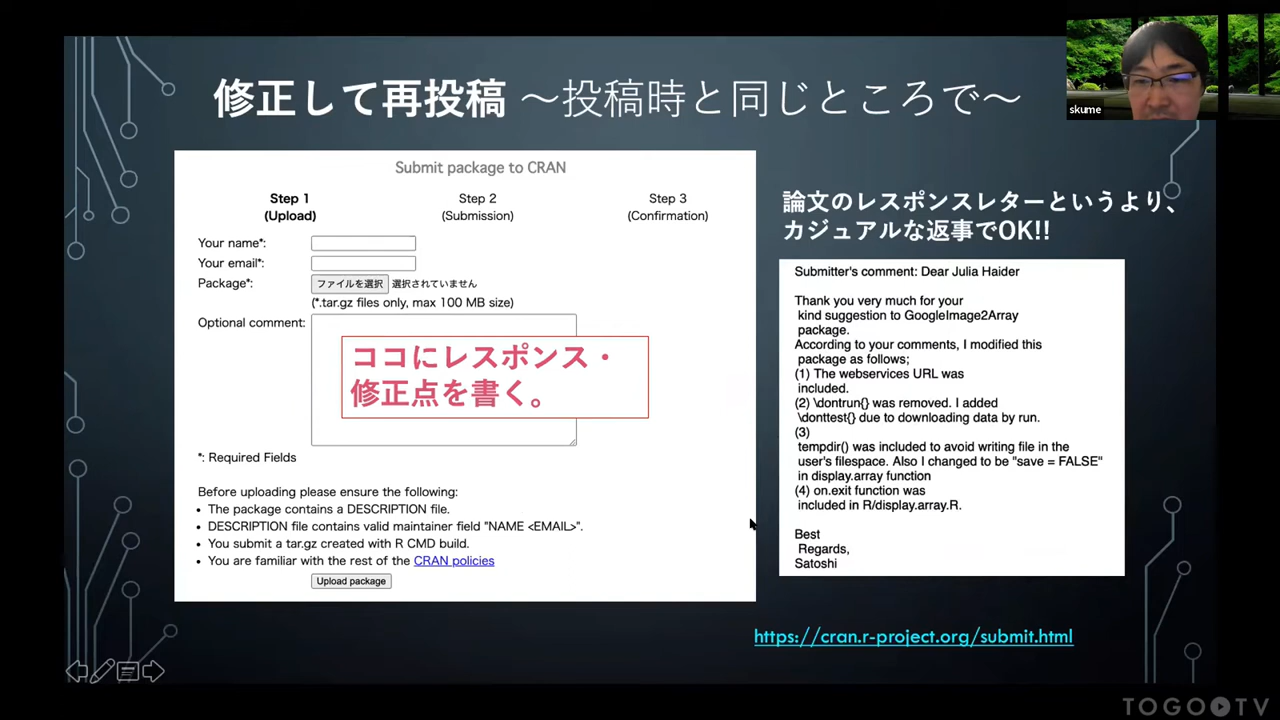 修正して再投稿 ～投稿時と同じところで～
skume
Submit package to CRAN
Step 1
(Upload)
Step 2
(Submission)
Step 3
(Confirmation)
Your name*:
Your email*:
Package*: ファイルを選択 選択されていません
(*.tar.gz files only, max 100 MB size)
Optional comment:
ココにレスポンス・
修正点を書く。
*: Required Fields
Before uploading please ensure the following:
• The package contains a DESCRIPTION file.
• DESCRIPTION file contains valid maintainer field "NAME <EMAIL>".
• You submit a tar.gz created with R CMD build.
• You are familiar with the rest of the CRAN policies
Upload package
論文のレスポンスレターというより、
カジュアルな返事でOK!!
Submitter's comment: Dear Julia Haider
Thank you very much for your
kind suggestion to GoogleImage2Array
package.
According to your comments, I modified this
package as follows;
(1) The webservices URL was
included.
(2) \dontrun{} was removed. I added
\donttest{} due to downloading data by run.
(3)
tempdir() was included to avoid writing file in the
user's filespace. Also I changed to be "save = FALSE"
in display.array function
(4) on.exit function was
included in R/display.array.R.
Best
Regards,
Satoshi
https://cran.r-project.org/submit.html
TOGO TV